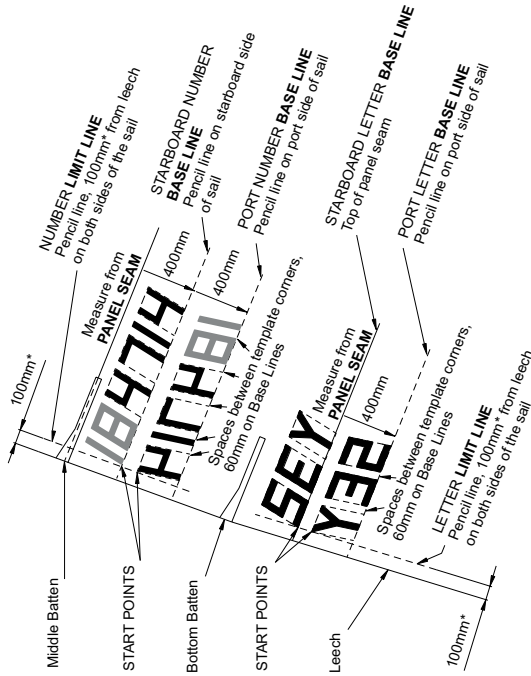 100mm*
NUMBER LIMIT LINE
Pencil line, 100mm* from leech
on both sides of the sail
Measure from
PANEL SEAM
STARBOARD NUMBER
BASE LINE
Pencil line on starboard side
of sail
400mm
400mm
PORT NUMBER BASE LINE
Pencil line on port side of sail
Middle Batten
184714
184714
START POINTS
Spaces between template corners,
60mm on Base Lines
Bottom Batten
STARBOARD LETTER BASE LINE
Top of panel seam
Measure from
PANEL SEAM
SEY
SEY
400mm
START POINTS
PORT LETTER BASE LINE
Pencil line on port side of sail
Spaces between template corners,
60mm on Base Lines
Leech
LETTER LIMIT LINE
Pencil line, 100mm* from leech
on both sides of the sail
100mm*